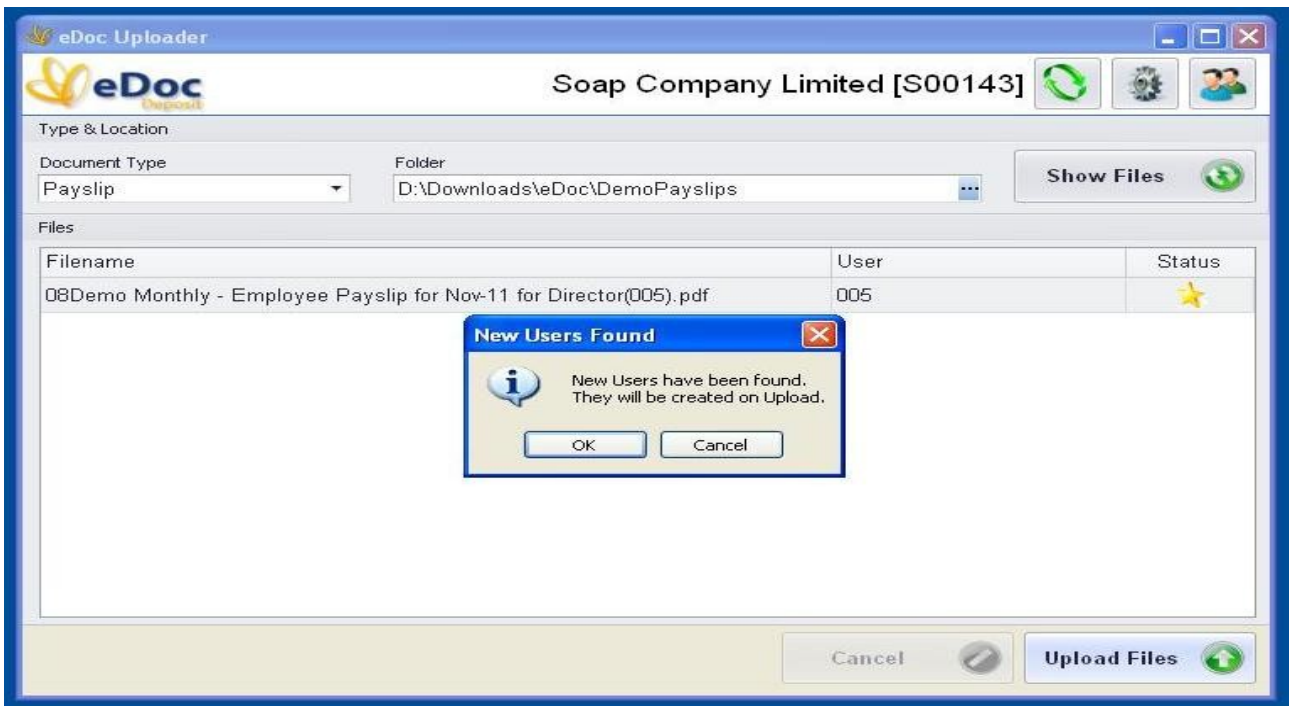 eDoc Uploader
eDoc
Deposit
Soap Company Limited [S00143]
Type & Location
Document Type
Folder
Payslip
D:\Downloads\eDoc\DemoPayslips
...
Show Files
Files
Filename
User
Status
08Demo Monthly - Employee Payslip for Nov-11 for Director(005).pdf
005
New Users Found
New Users have been found.
They will be created on Upload.
OK
Cancel
Cancel
Upload Files